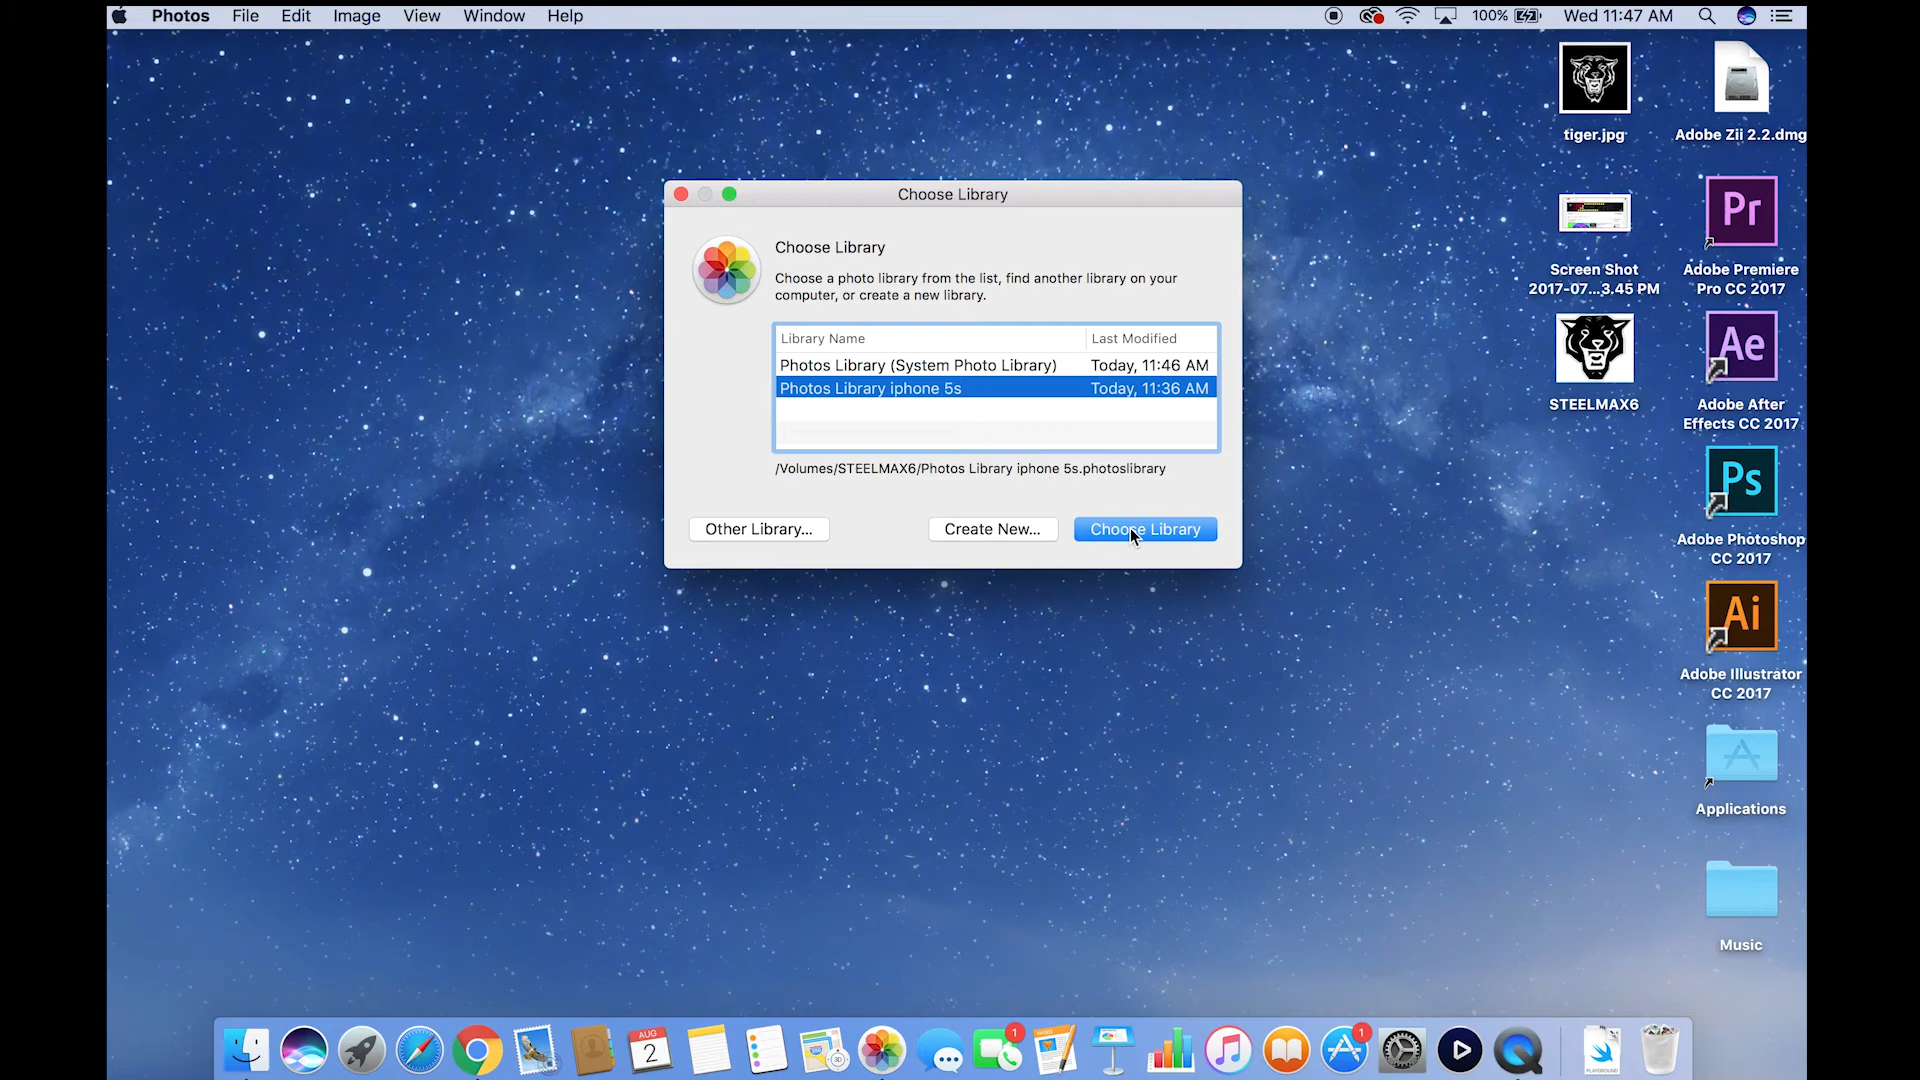 Photos File Edit Image View Window Help
100% Wed 11:47 AM
Choose Library
Choose Library
Choose a photo library from the list, find another library on your
computer, or create a new library.
Library Name Last Modified
Photos Library (System Photo Library) Today, 11:46 AM
Photos Library iphone 5s Today, 11:36 AM
/Volumes/STEELMAX6/Photos Library iphone 5s.photoslibrary
Other Library... Create New... Choose Library
tiger.jpg
Adobe Zii 2.2.dmg
Screen Shot
2017-07...3.45 PM
Pr
Adobe Premiere
Pro CC 2017
STEELMAX6
Ae
Adobe After
Effects CC 2017
Ps
Adobe Photoshop
CC 2017
Ai
Adobe Illustrator
CC 2017
Applications
Music
AUG
2
3D
1
PAGES
1
PLAYGROUND